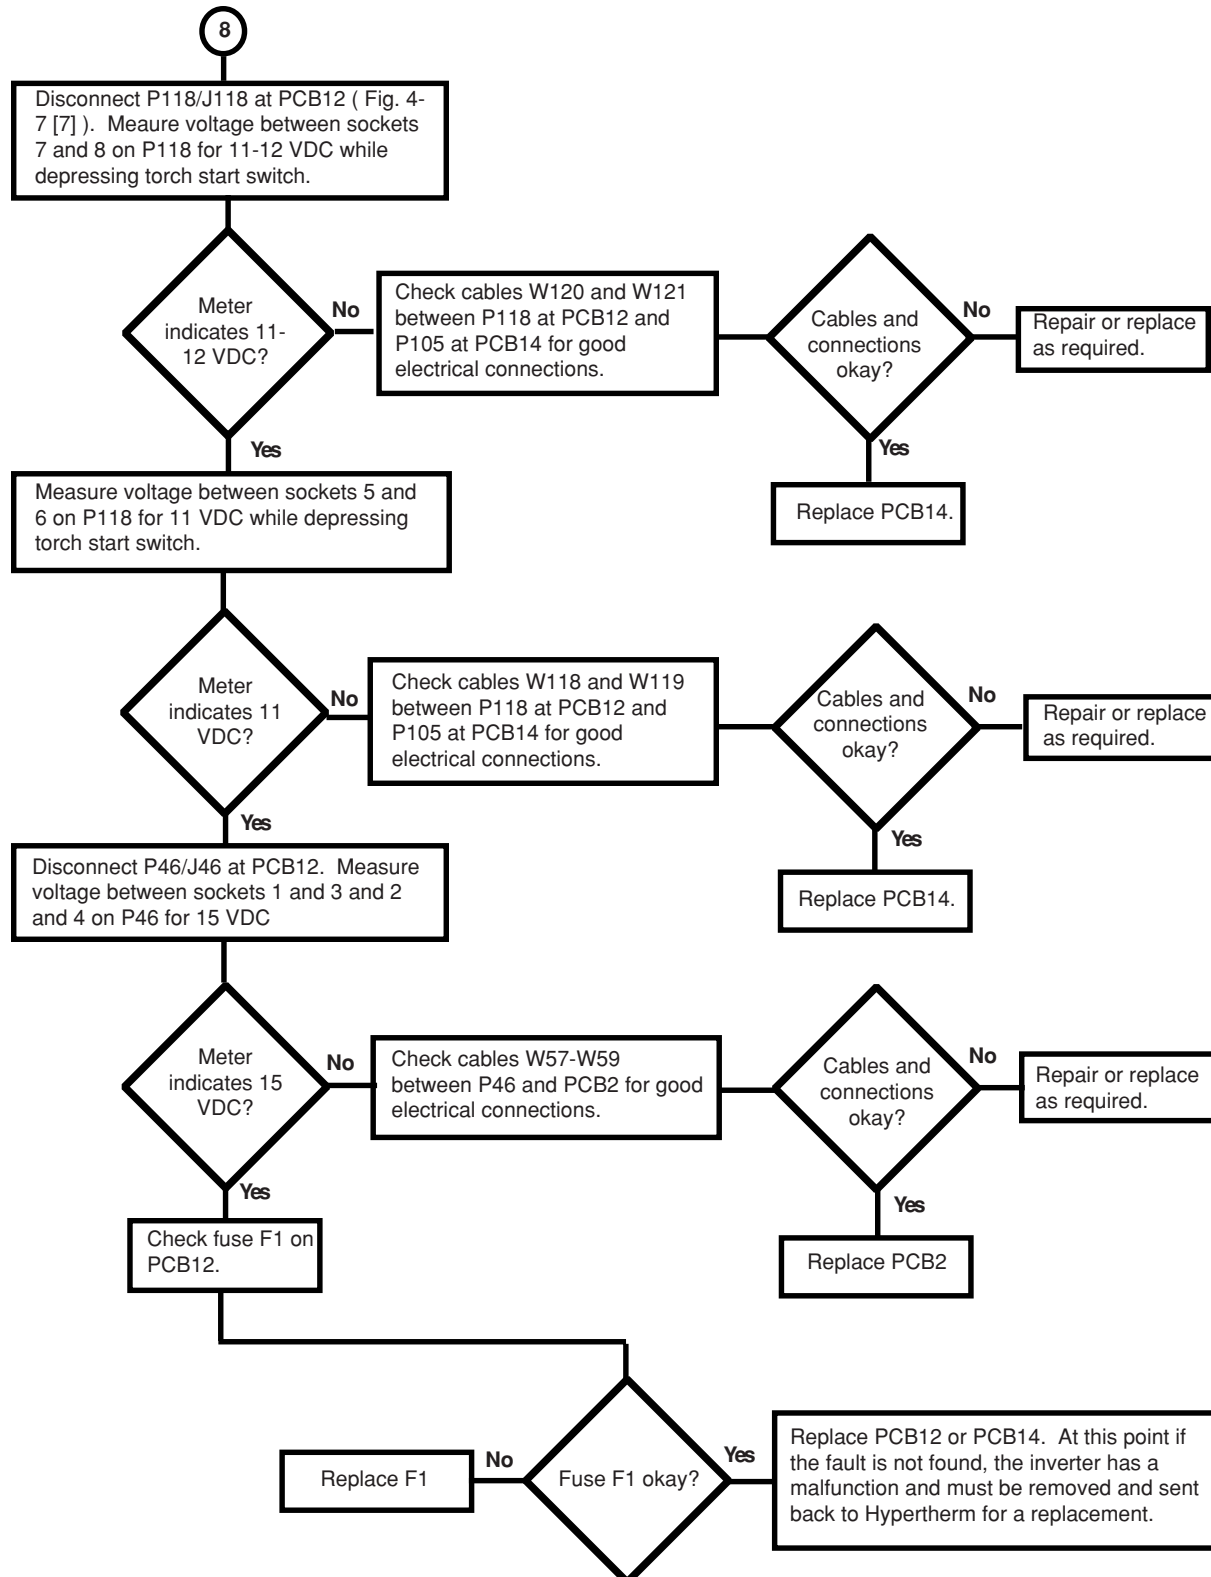 8
Disconnect P118/J118 at PCB12 ( Fig. 4-
7 [7] ).  Meaure voltage between sockets
7 and 8 on P118 for 11-12 VDC while
depressing torch start switch.
Meter
indicates 11-
12 VDC?
No
Check cables W120 and W121
between P118 at PCB12 and
P105 at PCB14 for good
electrical connections.
Cables and
connections
okay?
No
Repair or replace
as required.
Yes
Yes
Replace PCB14.
Measure voltage between sockets 5 and
6 on P118 for 11 VDC while depressing
torch start switch.
Meter
indicates 11
VDC?
No
Check cables W118 and W119
between P118 at PCB12 and
P105 at PCB14 for good
electrical connections.
Cables and
connections
okay?
No
Repair or replace
as required.
Yes
Yes
Replace PCB14.
Disconnect P46/J46 at PCB12.  Measure
voltage between sockets 1 and 3 and 2
and 4 on P46 for 15 VDC
Meter
indicates 15
VDC?
No
Check cables W57-W59
between P46 and PCB2 for good
electrical connections.
Cables and
connections
okay?
No
Repair or replace
as required.
Yes
Yes
Replace PCB2
Check fuse F1 on
PCB12.
Fuse F1 okay?
No
Replace F1
Yes
Replace PCB12 or PCB14.  At this point if
the fault is not found, the inverter has a
malfunction and must be removed and sent
back to Hypertherm for a replacement.